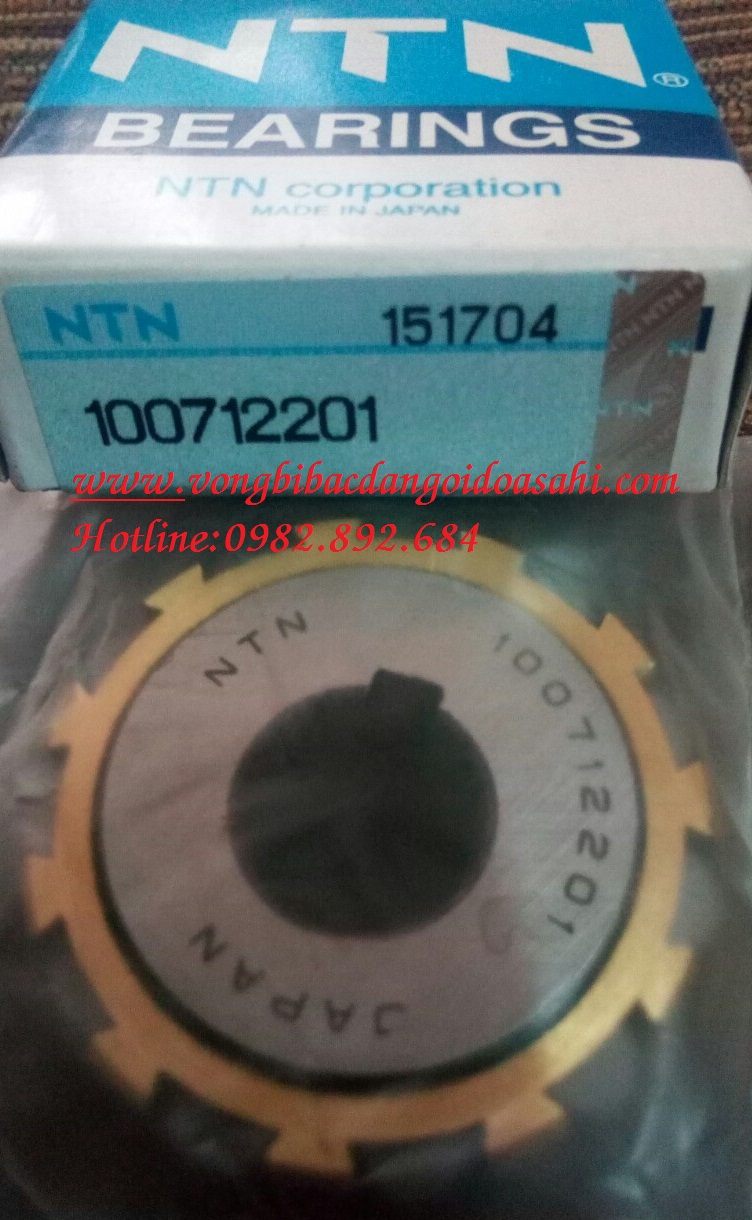 NTN®
BEARINGS
NTN corporation
MADE IN JAPAN
NTN 151704
100712201
NTN
www.vongbibacdangoidoasahi.com
Hotline:0982.892.684
NTN 100712201
JAPAN